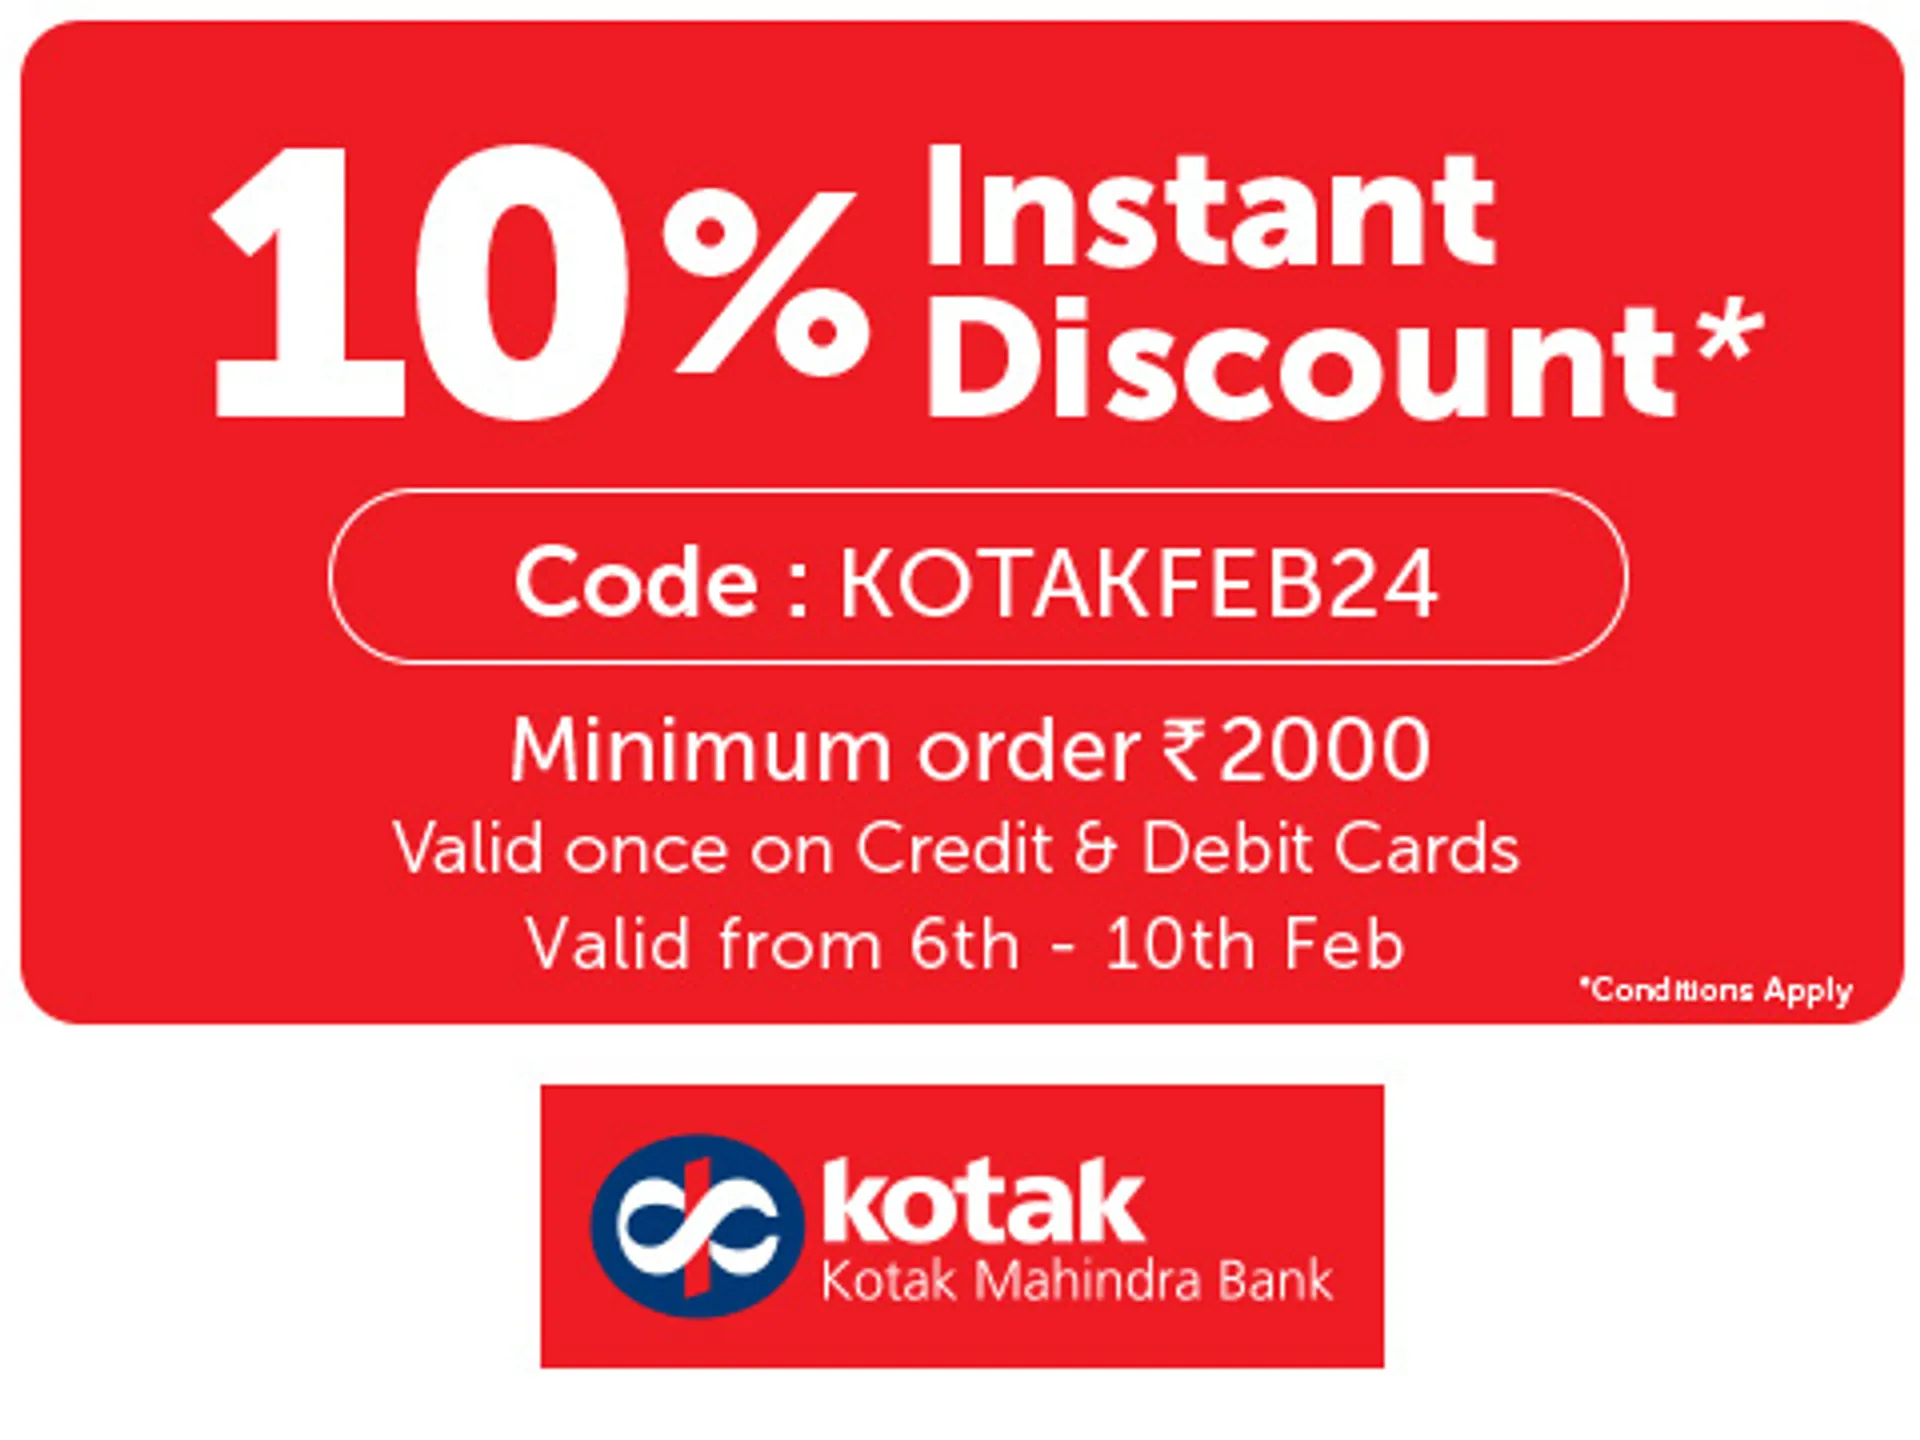 10% Instant
Discount*
Code : KOTAKFEB24
Minimum order ₹2000
Valid once on Credit & Debit Cards
Valid from 6th - 10th Feb
*Conditions Apply
kotak
Kotak Mahindra Bank